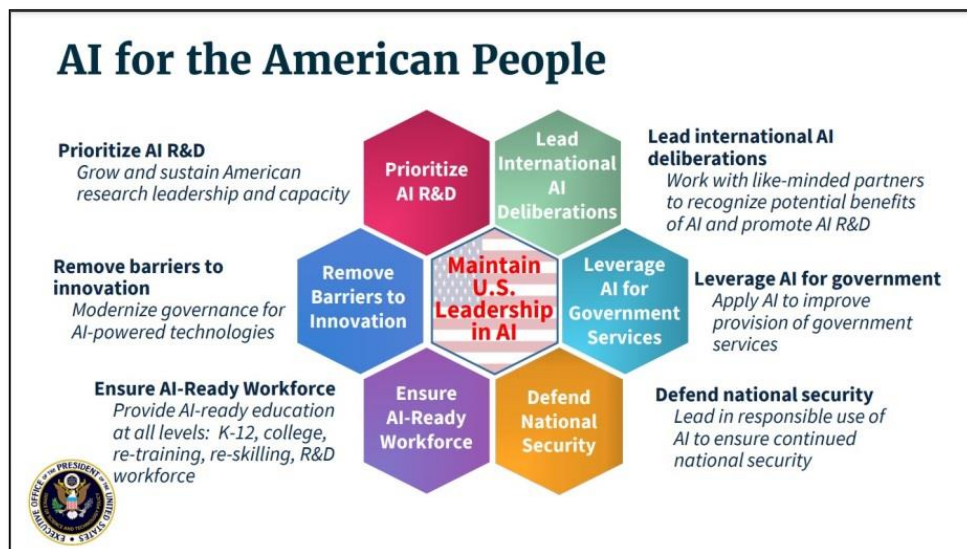 AI for the American People
Prioritize AI R&D
Grow and sustain American
research leadership and capacity
Remove barriers to
innovation
Modernize governance for
AI-powered technologies
Ensure AI-Ready Workforce
Provide AI-ready education
at all levels: K-12, college,
re-training, re-skilling, R&D
workforce
Prioritize
AI R&D
Lead
International
AI
Deliberations
Remove
Barriers to
Innovation
Maintain
U.S.
Leadership
in AI
Leverage
AI for
Government
Services
Ensure
AI-Ready
Workforce
Defend
National
Security
Lead international AI
deliberations
Work with like-minded partners
to recognize potential benefits
of AI and promote AI R&D
Leverage AI for government
Apply AI to improve
provision of government
services
Defend national security
Lead in responsible use of
AI to ensure continued
national security
EXECUTIVE OFFICE OF THE PRESIDENT OF THE UNITED STATES